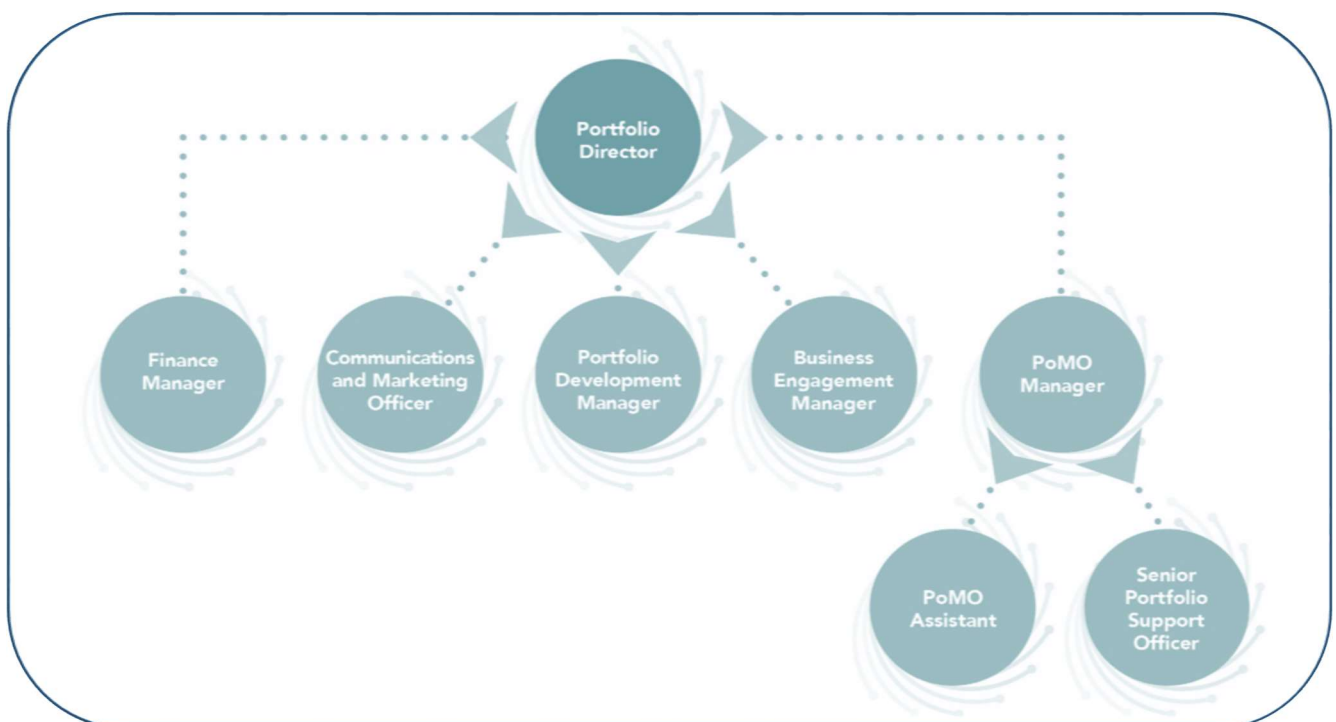 Portfolio
Director
Finance
Manager
Communications
and Marketing
Officer
Portfolio
Development
Manager
Business
Engagement
Manager
PoMO
Manager
PoMO
Assistant
Senior
Portfolio
Support
Officer